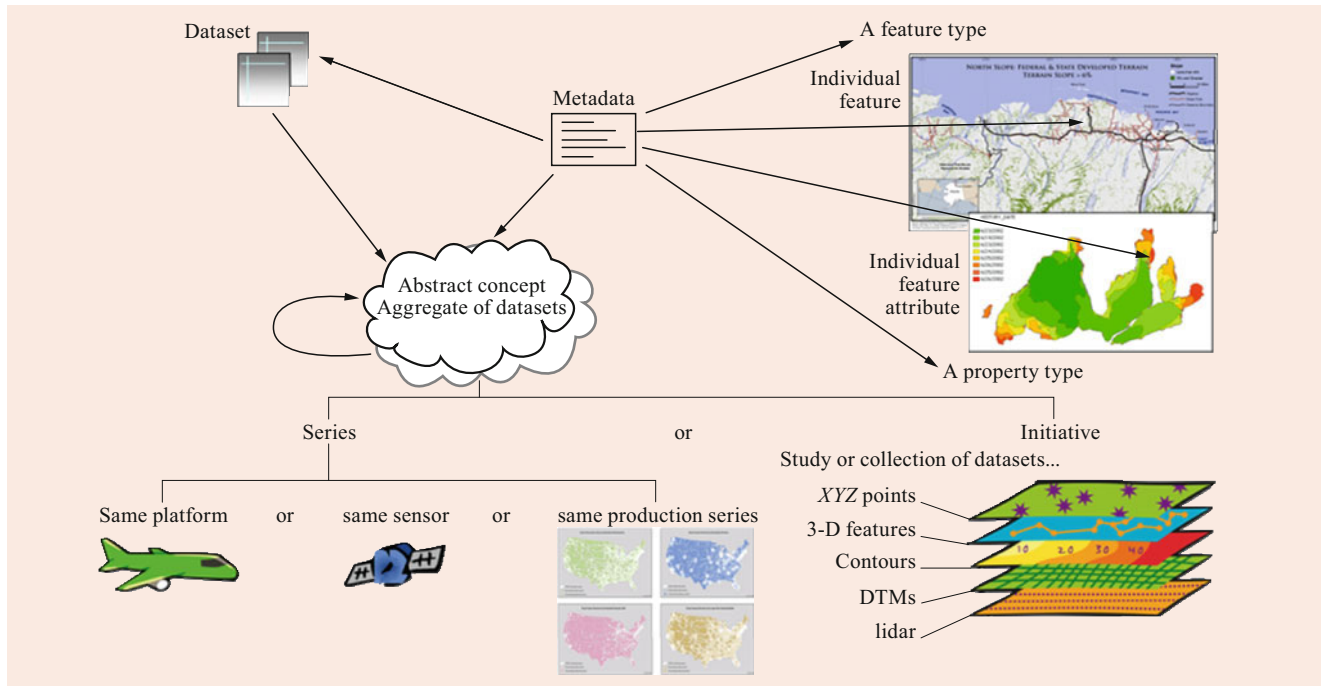 Dataset
A feature type
Individual
feature
NORTH SLOPE: FEDERAL & STATE DEVELOPED TERRAIN
TERRAIN SLOPE < 6%
Metadata
Individual
feature
attribute
Abstract concept
Aggregate of datasets
A property type
Series
or
Initiative
Study or collection of datasets...
XYZ points
3-D features
Contours
DTMs
lidar
10 20 30 40
Same platform or same sensor or same production series